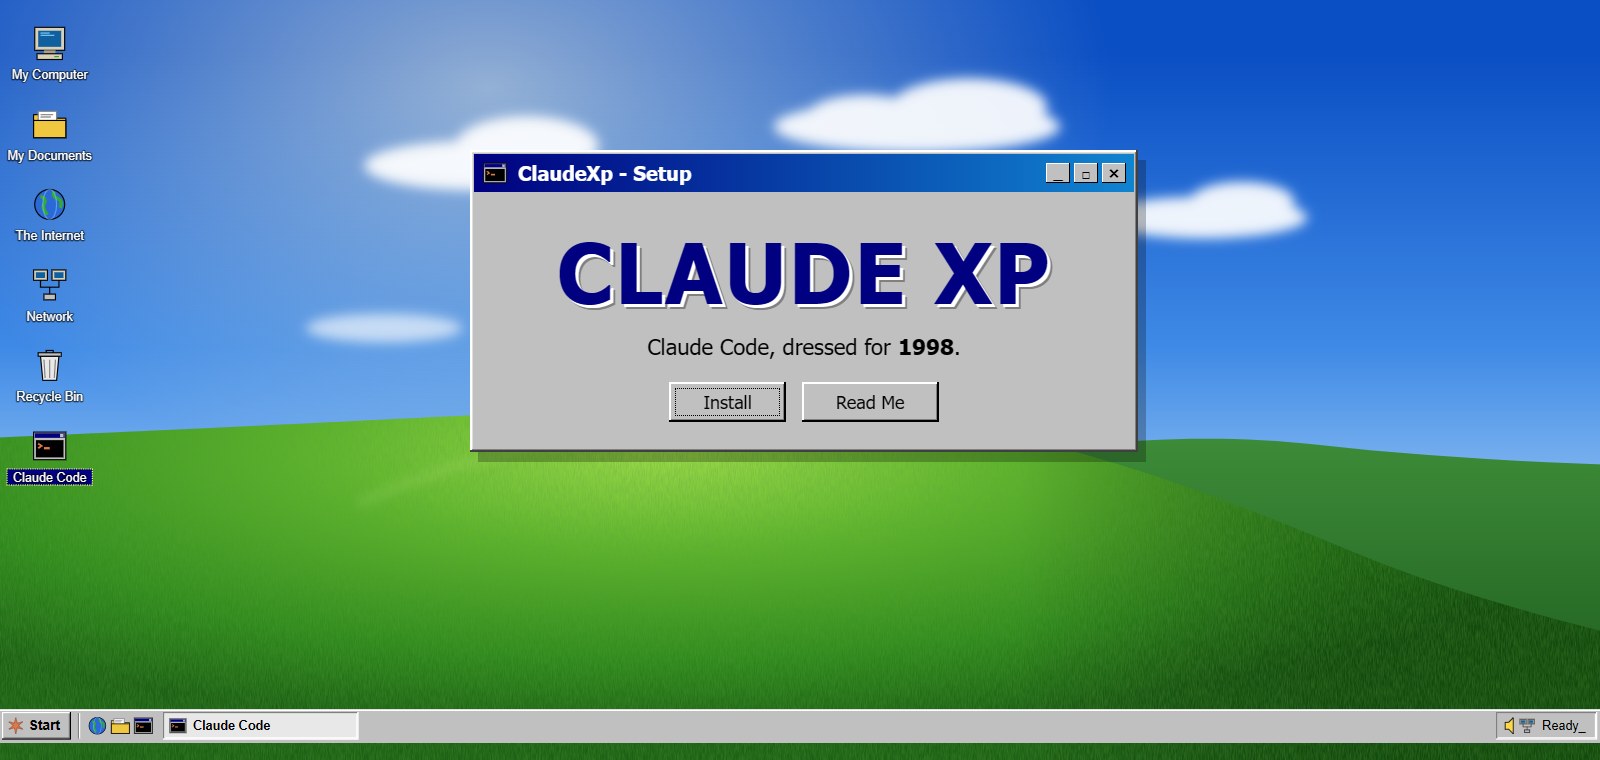 My Computer
My Documents
The Internet
Network
Recycle Bin
Claude Code
ClaudeXp - Setup
CLAUDE XP
Claude Code, dressed for 1998.
Install
Read Me
Start
Claude Code
Ready_